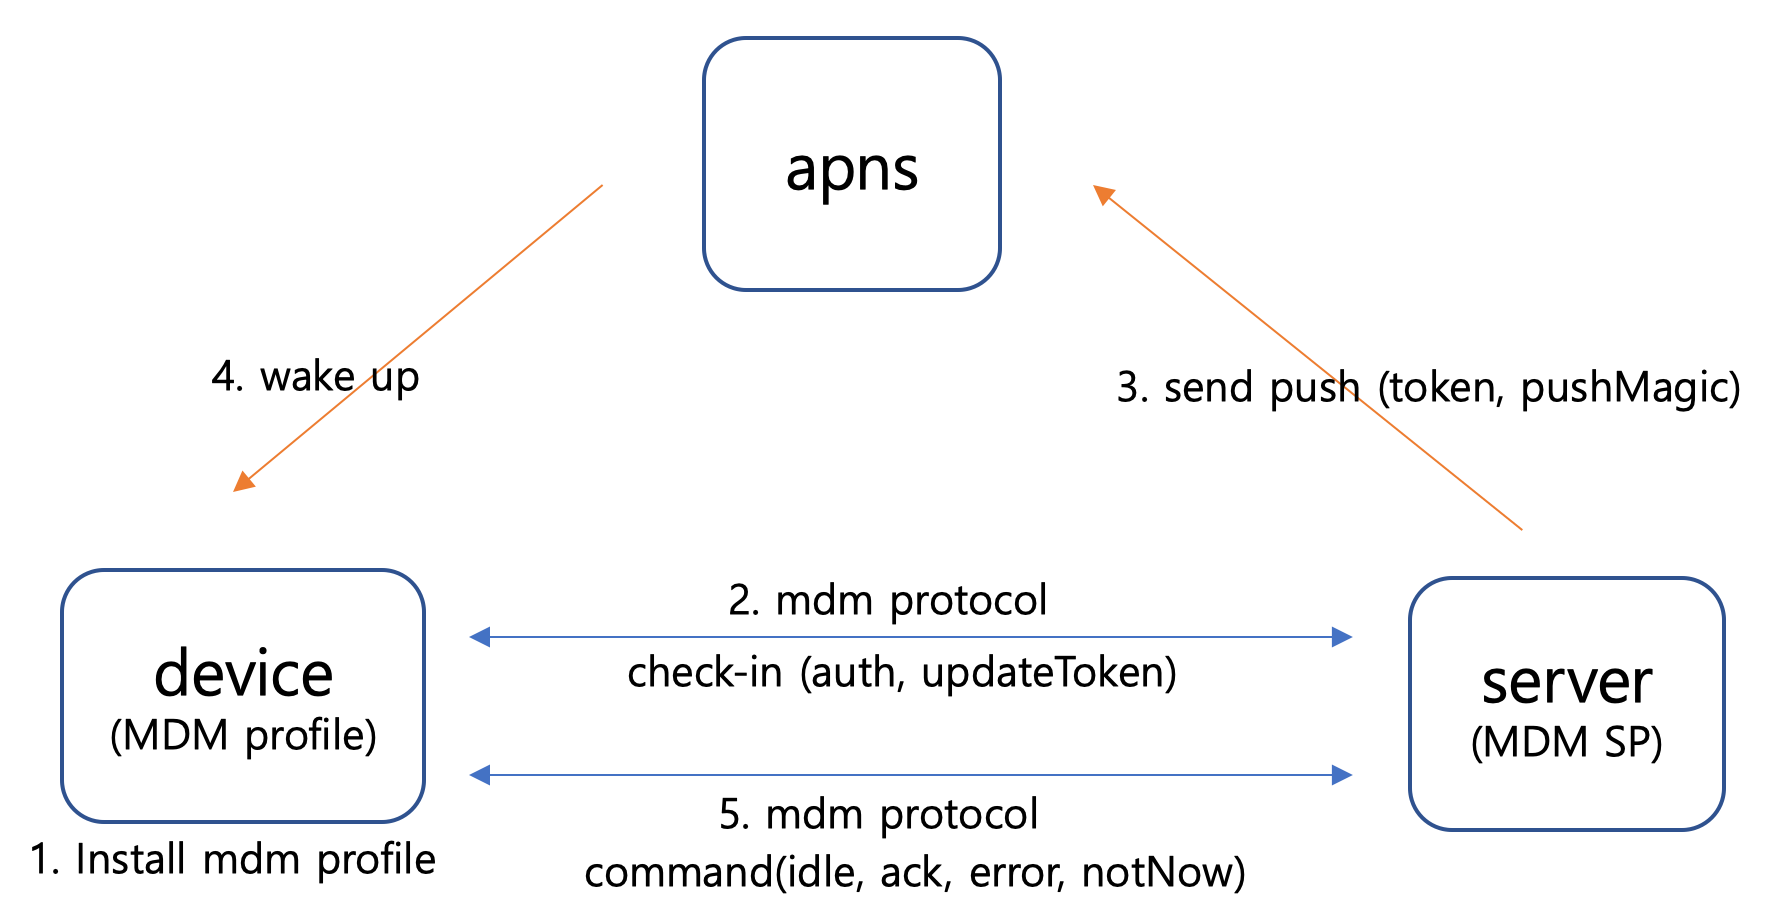 apns
4. wake up
3. send push (token, pushMagic)
2. mdm protocol
check-in (auth, updateToken)
device
(MDM profile)
server
(MDM SP)
5. mdm protocol
command(idle, ack, error, notNow)
1. Install mdm profile